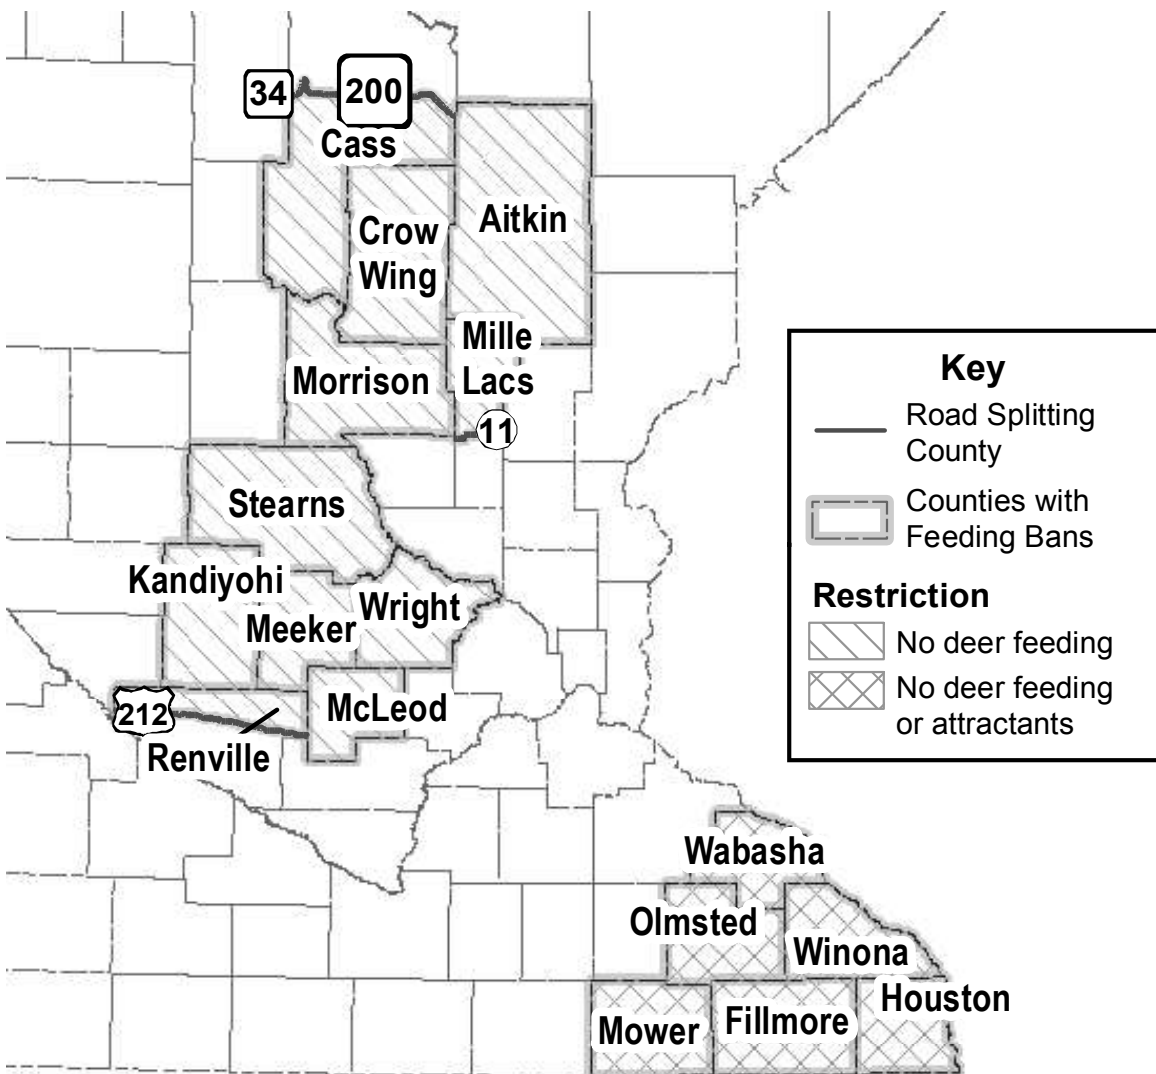 34
200
Cass
Crow
Wing
Aitkin
Mille
Lacs
Morrison
11
Stearns
Kandiyohi
Meeker
Wright
212
McLeod
Renville
Wabasha
Olmsted
Winona
Houston
Mower
Fillmore
Key
Road Splitting
County
Counties with
Feeding Bans
Restriction
No deer feeding
No deer feeding
or attractants